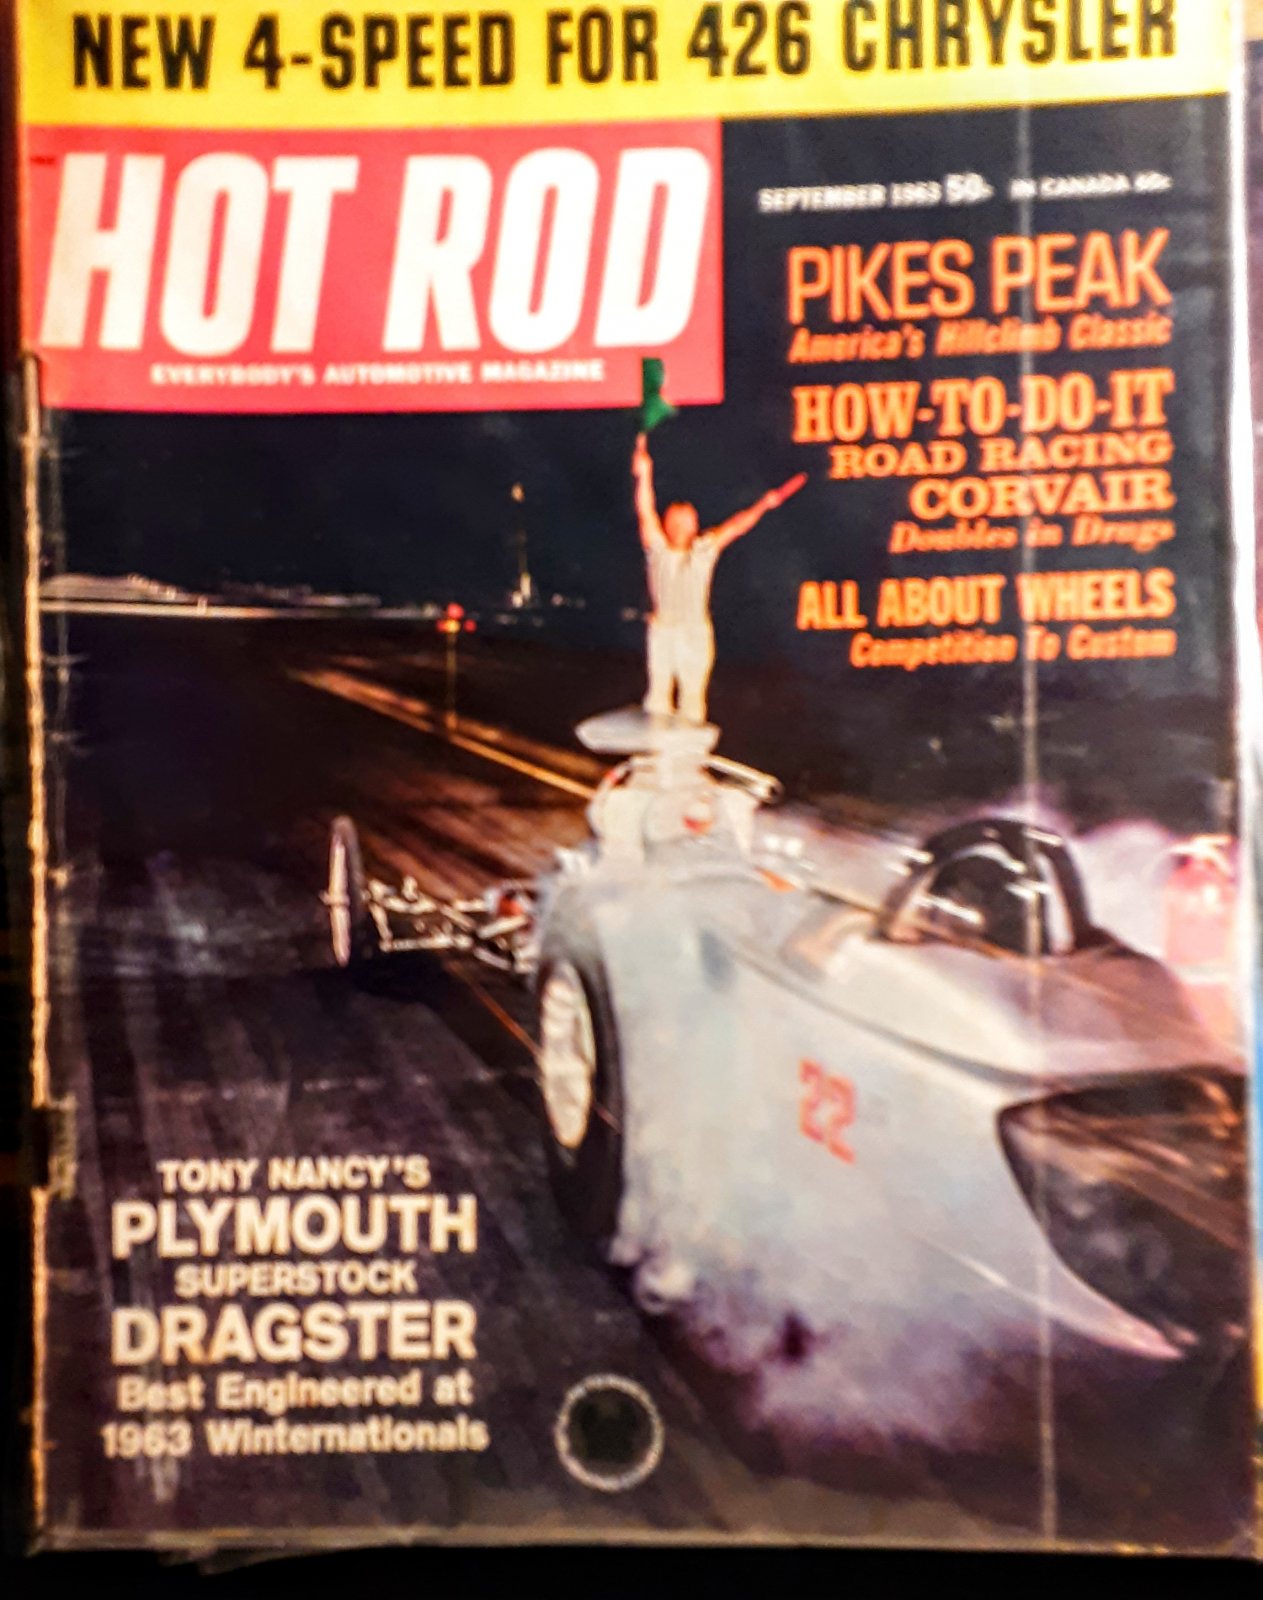 NEW 4-SPEED FOR 426 CHRYSLER
HOT ROD
EVERYBODY'S AUTOMOTIVE MAGAZINE
SEPTEMBER 1963 50¢ IN CANADA
PIKES PEAK
America's Hillclimb Classic
HOW-TO-DO-IT
ROAD RACING
CORVAIR
Doubles in Drags
ALL ABOUT WHEELS
Competition To Custom
22
TONY NANCY'S
PLYMOUTH
SUPERSTOCK
DRAGSTER
Best Engineered at
1963 Winternationals